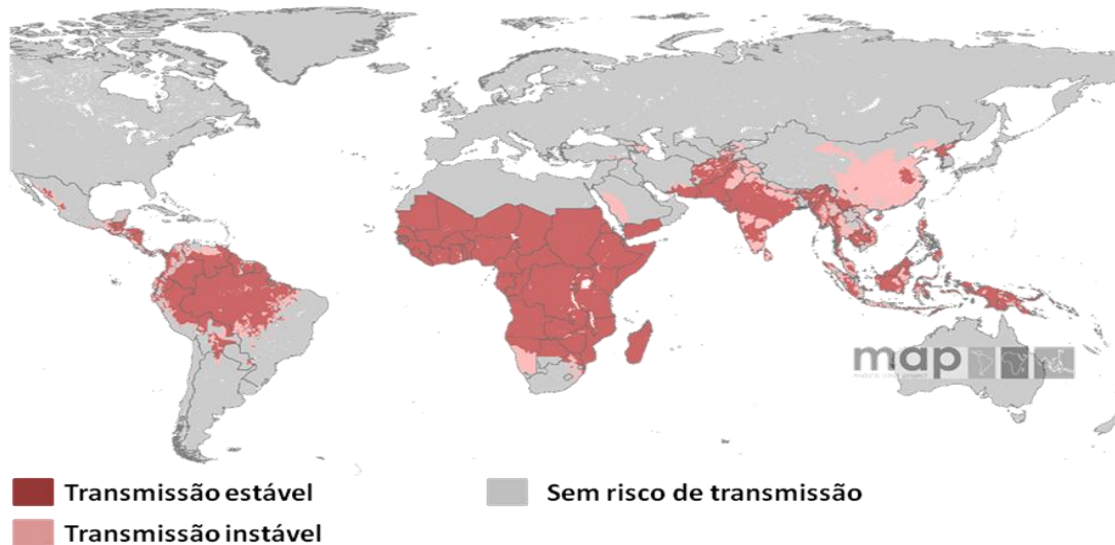 map
Transmissão estável
Sem risco de transmissão
Transmissão instável